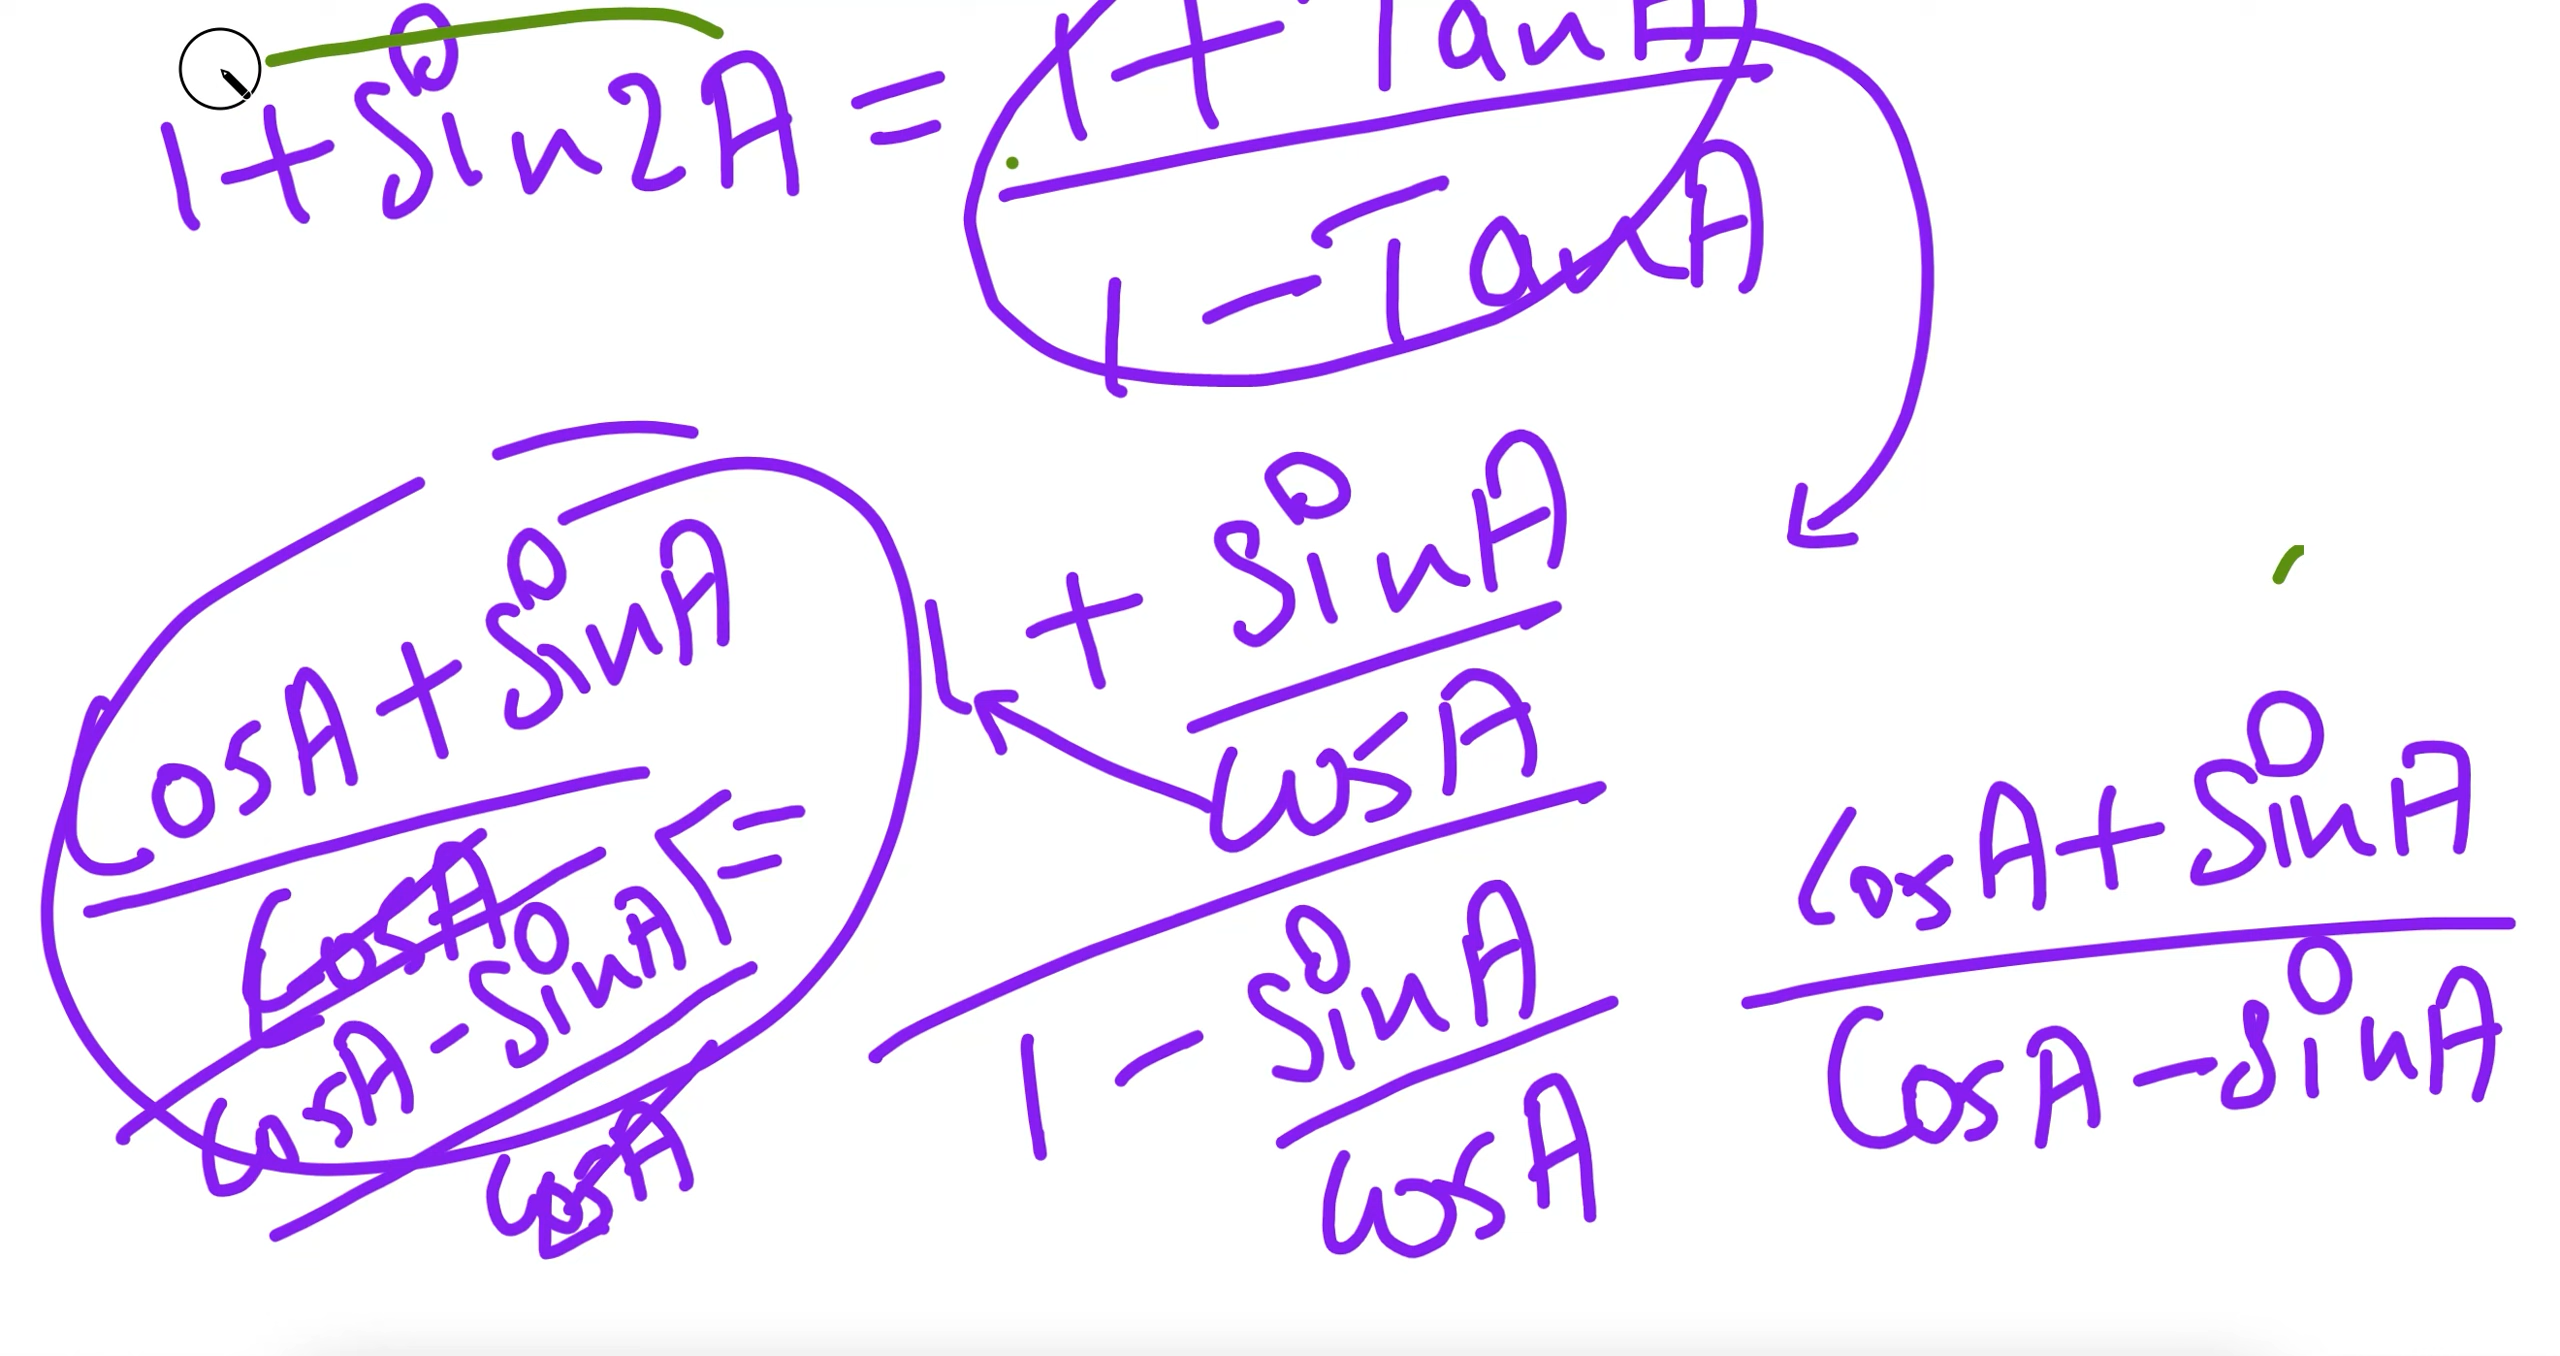 1 + Sin2A = 1 + TanA
1 - TanA
CosA + SinA
CosA
CosA - SinA
CosA
=
1 + SinA
CosA
1 - SinA
CosA
CosA + SinA
CosA - SinA